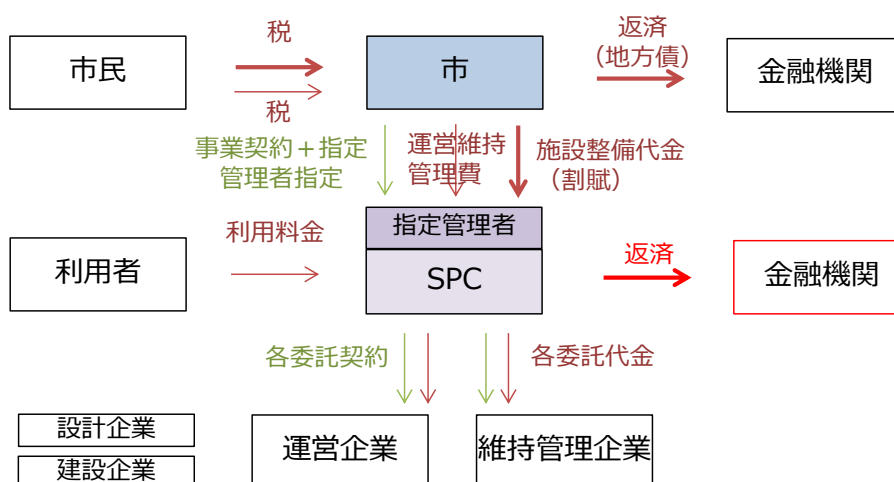 税
返済
（地方債）
市民
市
金融機関
税
事業契約＋指定
管理者指定
運営維持
管理費
施設整備代金
（割賦）
利用料金
指定管理者
返済
利用者
SPC
金融機関
各委託契約
各委託代金
設計企業
運営企業
維持管理企業
建設企業